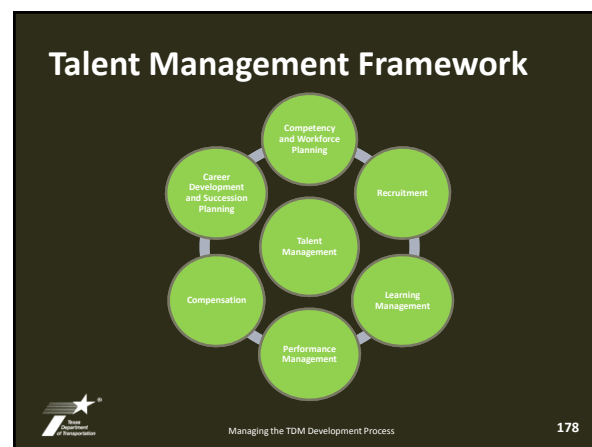 Talent Management Framework
Competency
and Workforce
Planning
Career
Development
and Succession
Planning
Recruitment
Talent
Management
Compensation
Learning
Management
Performance
Management
®
Texas
Department
of Transportation
Managing the TDM Development Process
178